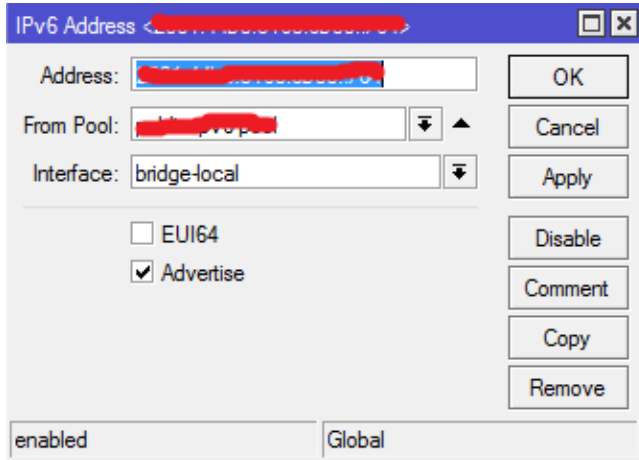 IPv6 Address
Address:
OK
From Pool:
Cancel
Interface: bridge-local
Apply
EUI64
Disable
Advertise
Comment
Copy
Remove
enabled Global